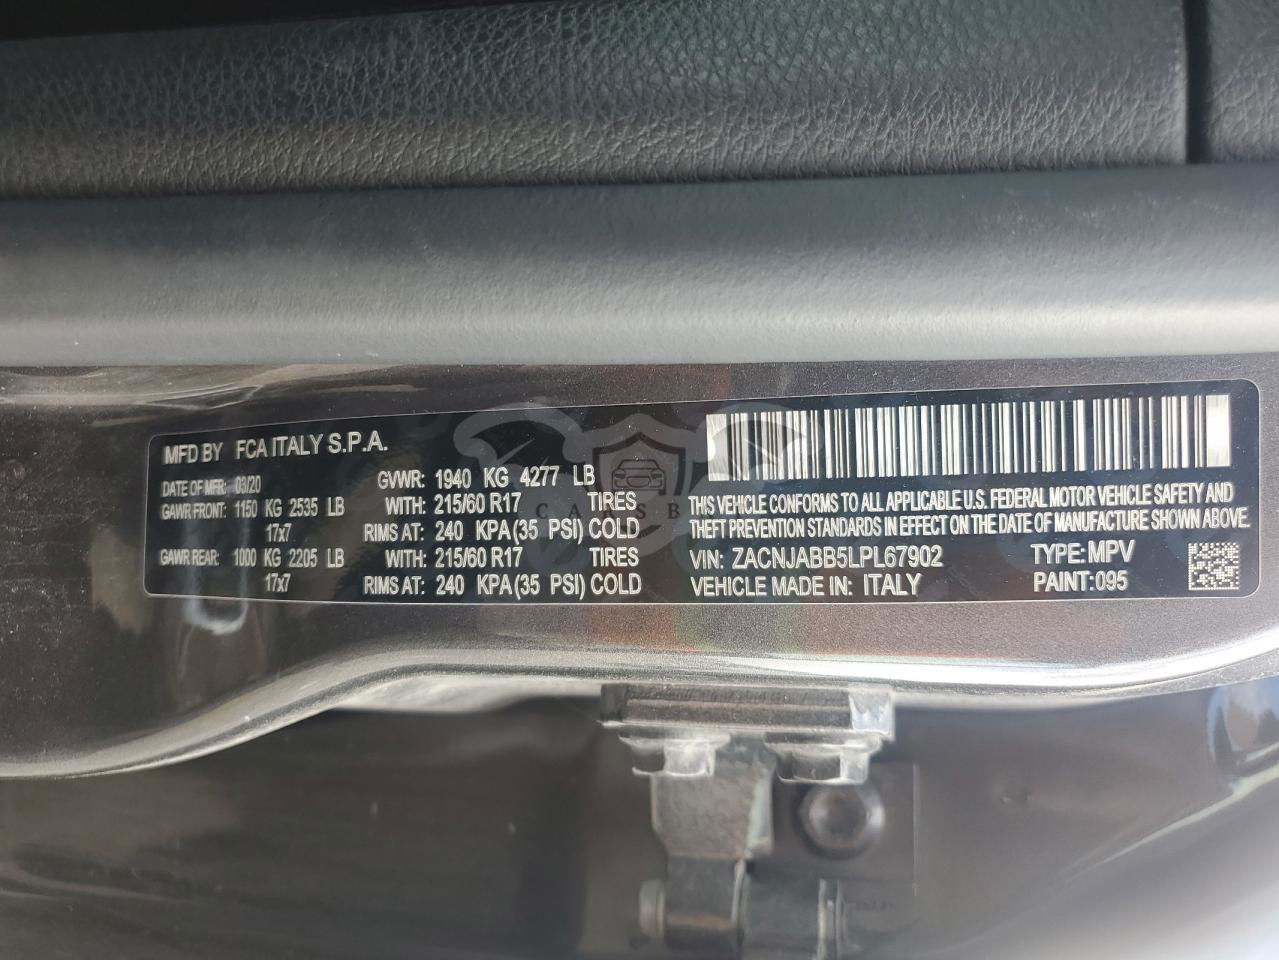 MFD BY FCA ITALY S.P.A.
DATE OF MFR: 03/20 GVWR: 1940 KG 4277 LB
GAWR FRONT: 1150 KG 2535 LB WITH: 215/60 R17 TIRES
17x7 RIMS AT: 240 KPA(35 PSI) COLD
GAWR REAR: 1000 KG 2205 LB WITH: 215/60 R17 TIRES
17x7 RIMS AT: 240 KPA(35 PSI) COLD
CAASB
THIS VEHICLE CONFORMS TO ALL APPLICABLE U.S. FEDERAL MOTOR VEHICLE SAFETY AND
THEFT PREVENTION STANDARDS IN EFFECT ON THE DATE OF MANUFACTURE SHOWN ABOVE.
VIN: ZACNJABB5LPL67902 TYPE: MPV
VEHICLE MADE IN: ITALY PAINT: 095